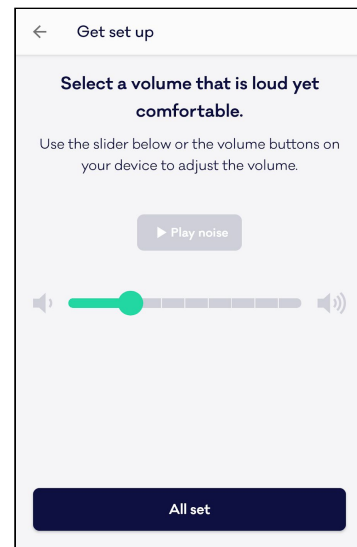 Get set up
Select a volume that is loud yet
comfortable.
Use the slider below or the volume buttons on
your device to adjust the volume.
Play noise
All set